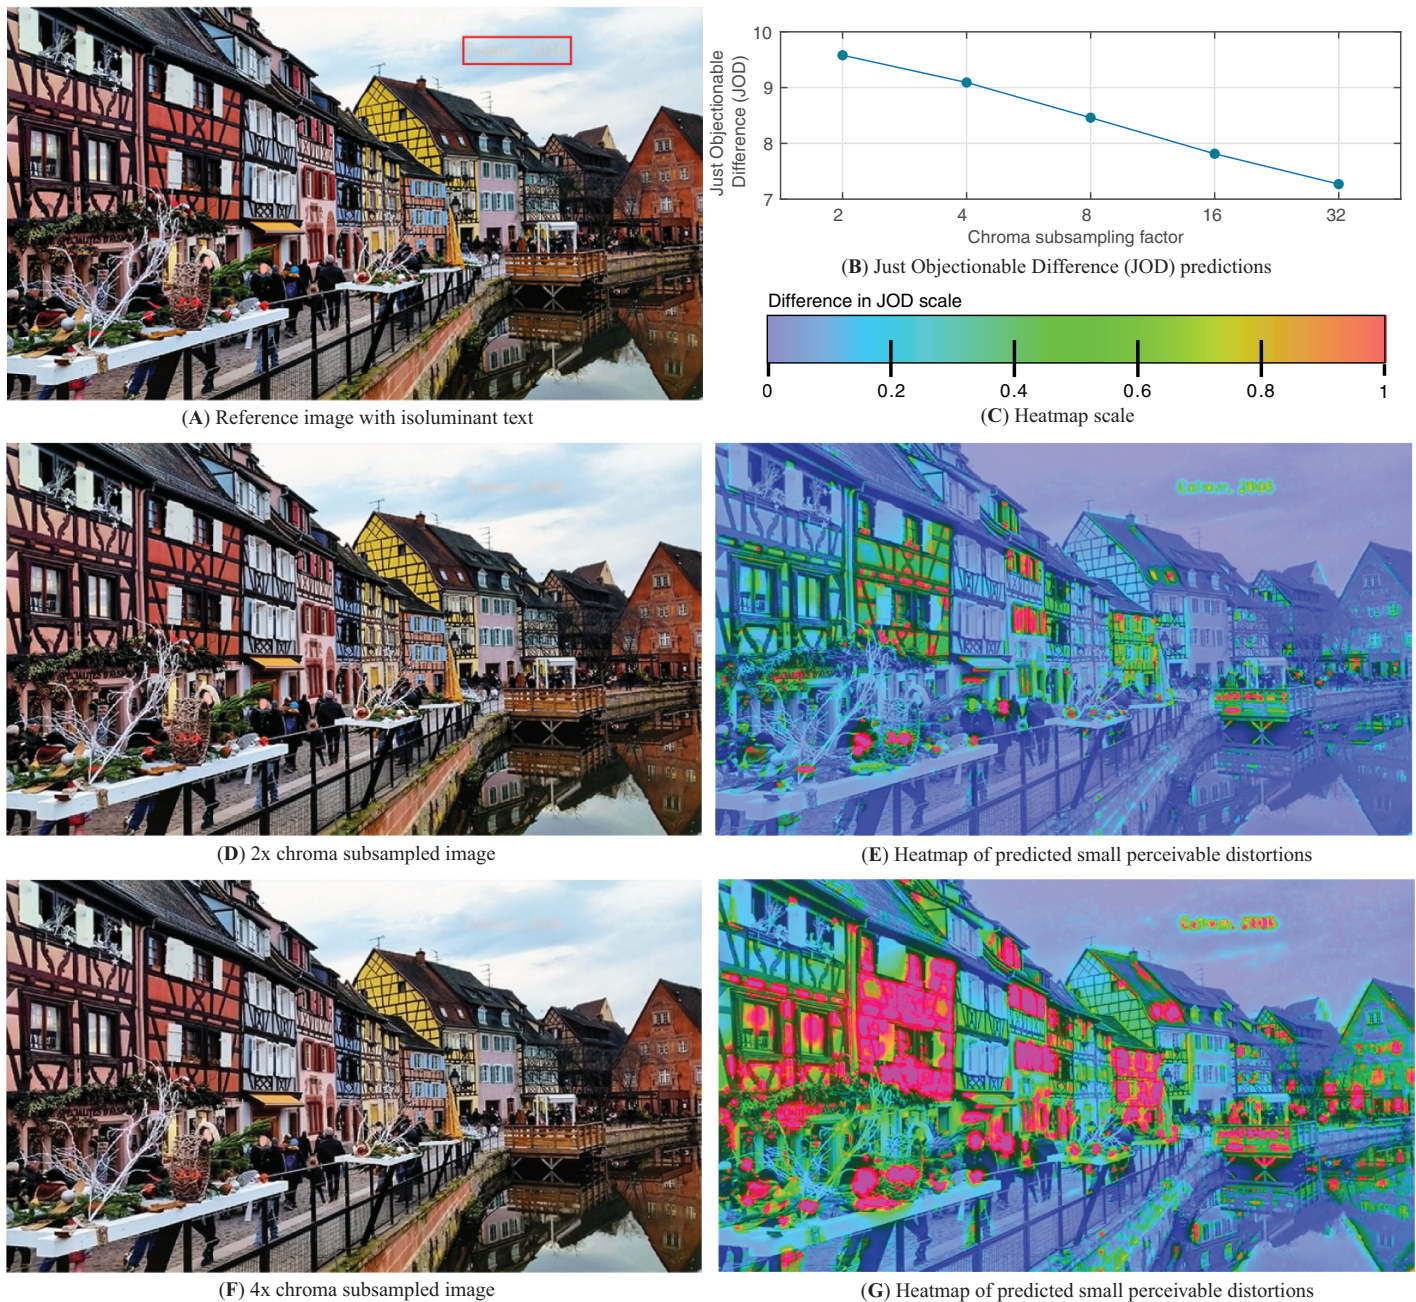 Colmar, 2016
10
9
8
7
Just Objectionable
Difference (JOD)
2 4 8 16 32
Chroma subsampling factor
(B) Just Objectionable Difference (JOD) predictions
Difference in JOD scale
0 0.2 0.4 0.6 0.8 1
(C) Heatmap scale
(A) Reference image with isoluminant text
(D) 2x chroma subsampled image
(E) Heatmap of predicted small perceivable distortions
(F) 4x chroma subsampled image
(G) Heatmap of predicted small perceivable distortions